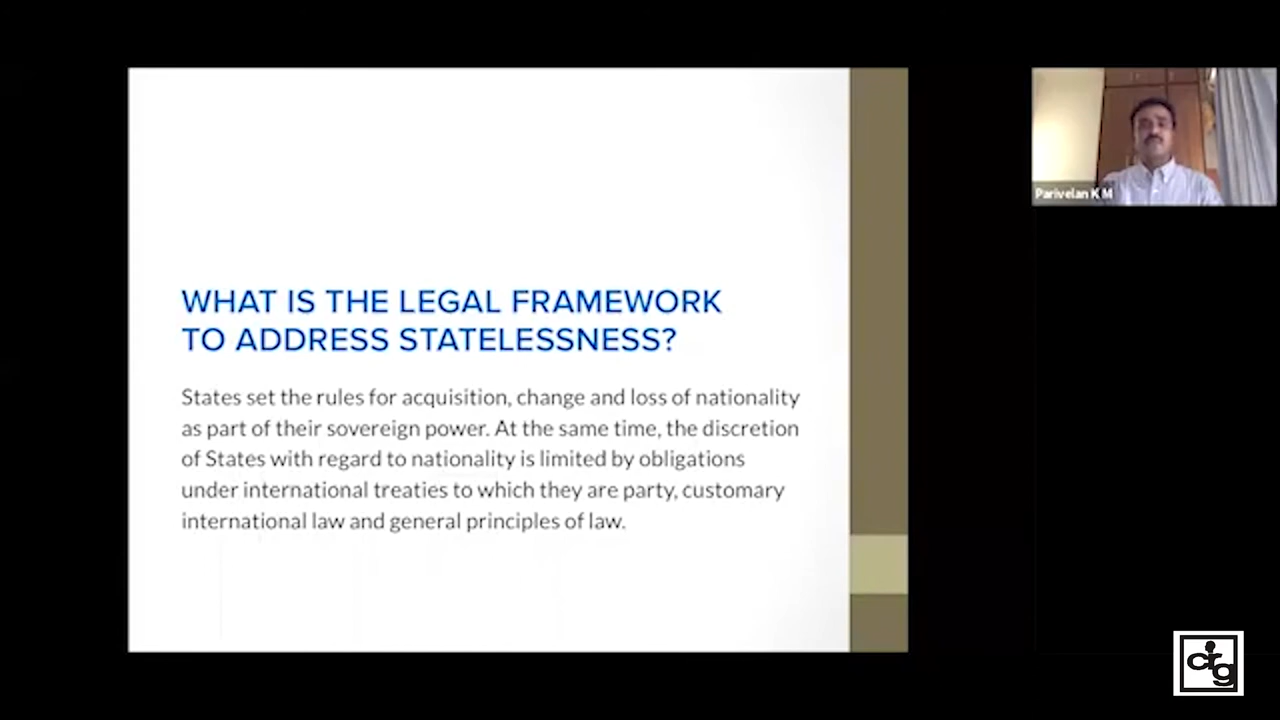 WHAT IS THE LEGAL FRAMEWORK
TO ADDRESS STATELESSNESS?
States set the rules for acquisition, change and loss of nationality
as part of their sovereign power. At the same time, the discretion
of States with regard to nationality is limited by obligations
under international treaties to which they are party, customary
international law and general principles of law.
Parivelan K M
crg